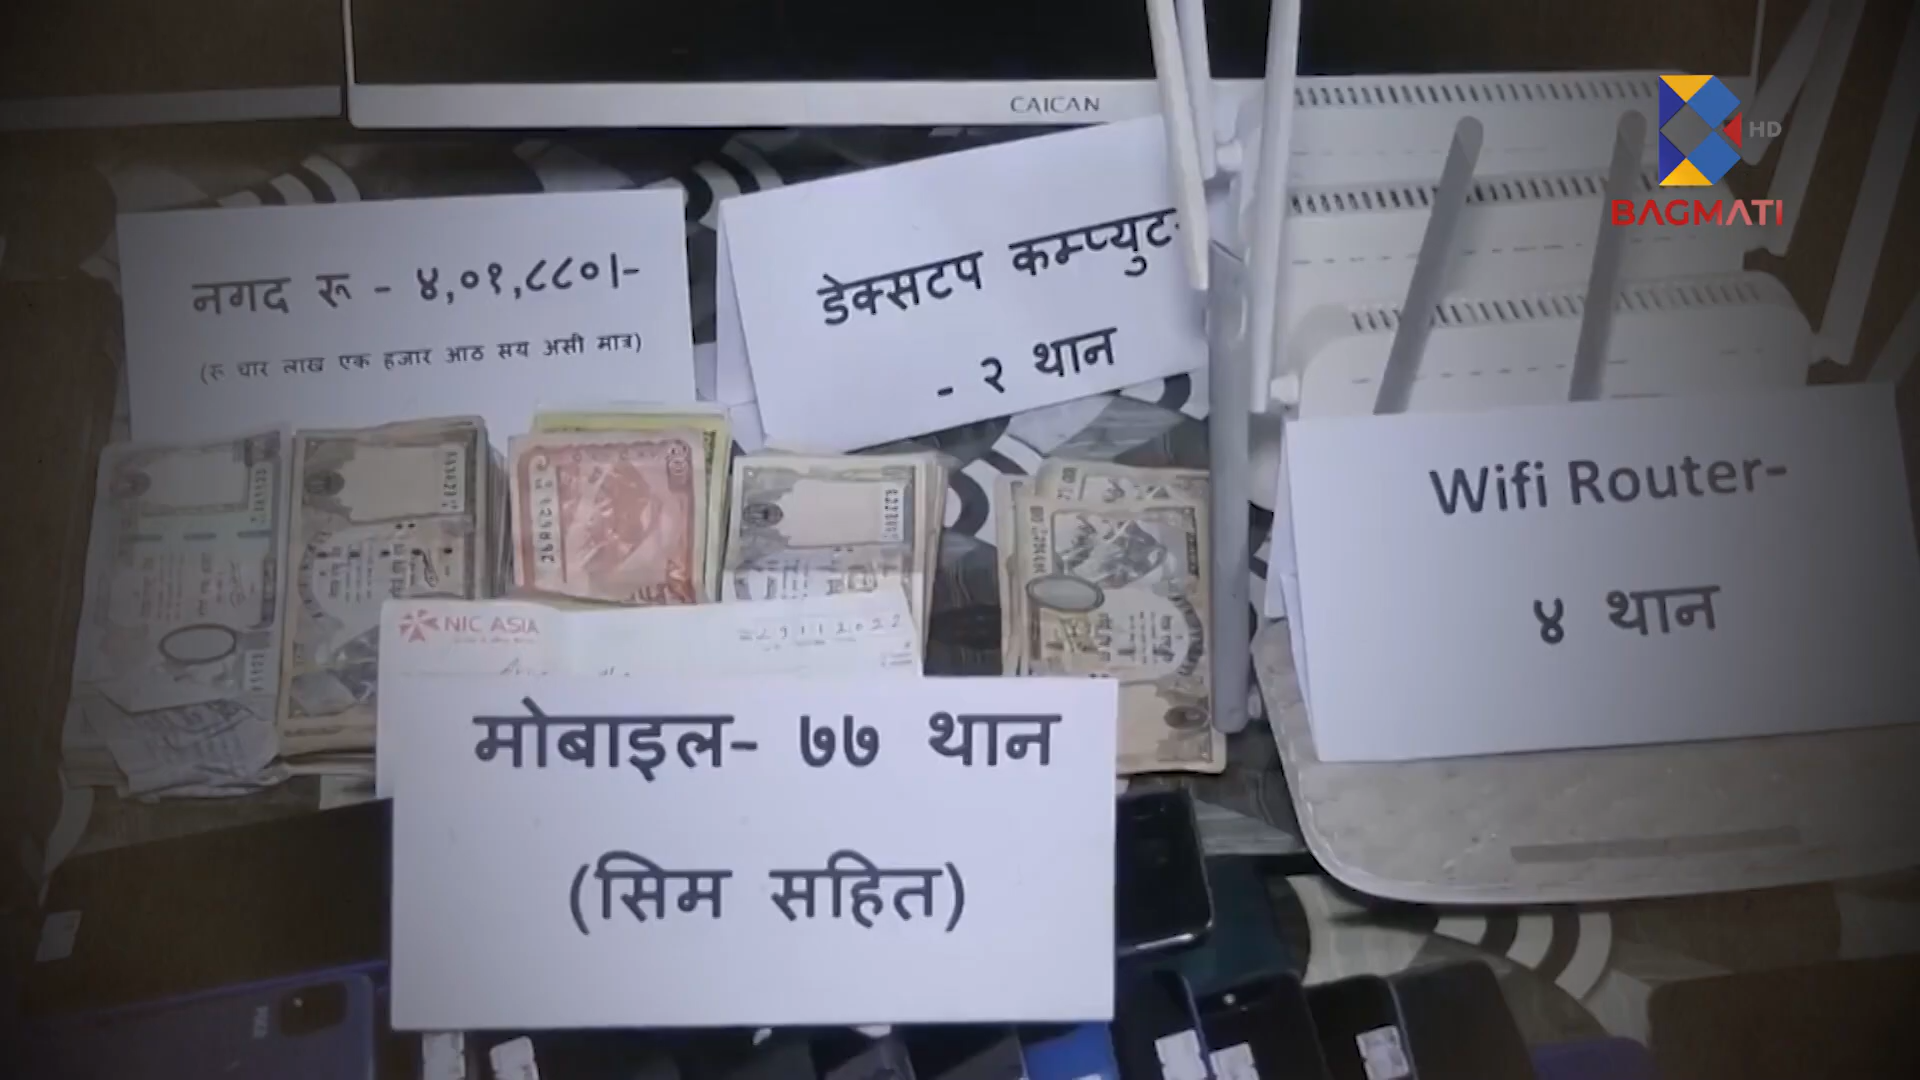 CAICAN
HD
BAGMATI
नगद रू - ४,०१,८८०।-
(रू चार लाख एक हजार आठ सय असी मात्र)
डेक्सटप कम्प्युट
- २ थान
Wifi Router-
४ थान
NIC ASIA
मोबाइल- ७७ थान
(सिम सहित)